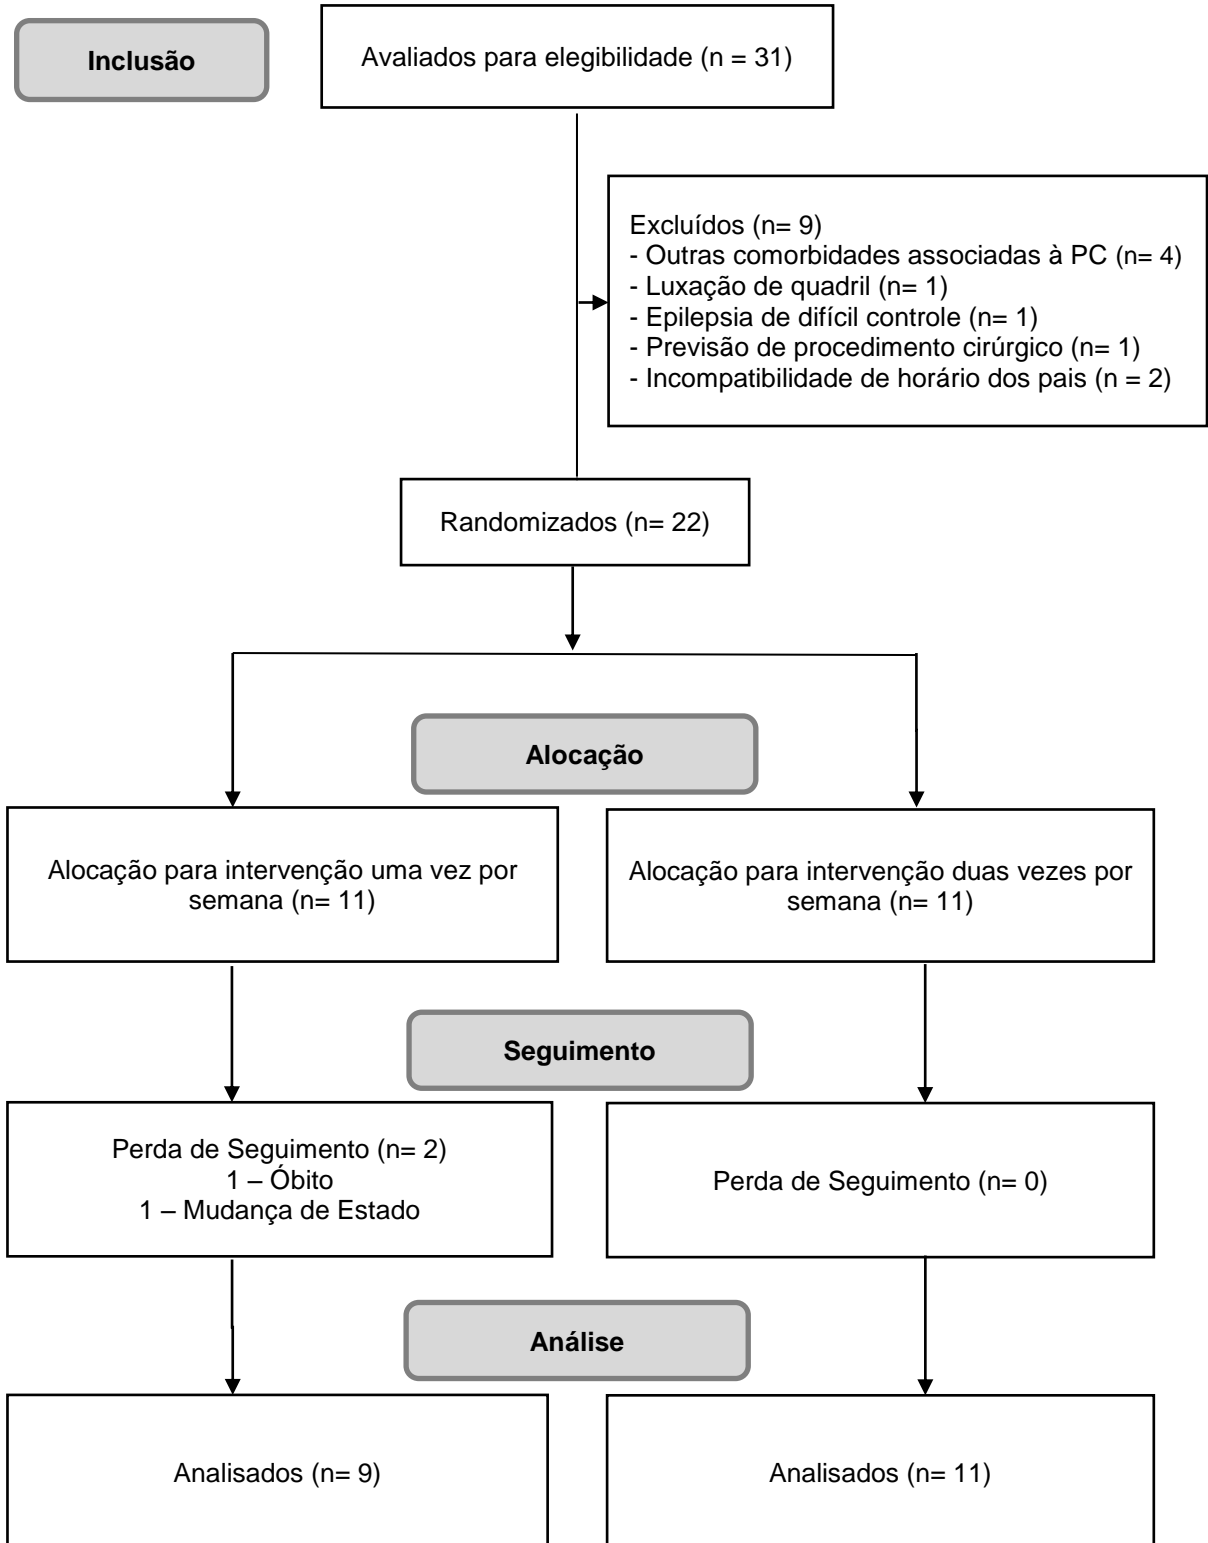 Inclusão
Avaliados para elegibilidade (n = 31)
Excluídos (n= 9)
- Outras comorbidades associadas à PC (n= 4)
- Luxação de quadril (n= 1)
- Epilepsia de difícil controle (n= 1)
- Previsão de procedimento cirúrgico (n= 1)
- Incompatibilidade de horário dos pais (n = 2)
Randomizados (n= 22)
Alocação
Alocação para intervenção uma vez por
semana (n= 11)
Alocação para intervenção duas vezes por
semana (n= 11)
Seguimento
Perda de Seguimento (n= 2)
1 – Óbito
1 – Mudança de Estado
Perda de Seguimento (n= 0)
Análise
Analisados (n= 9)
Analisados (n= 11)